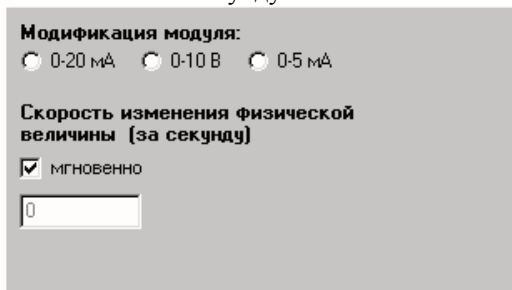 Модификация модуля:
0-20 мА 0-10 В 0-5 мА
Скорость изменения физической
величины (за секунду)
мгновенно
0